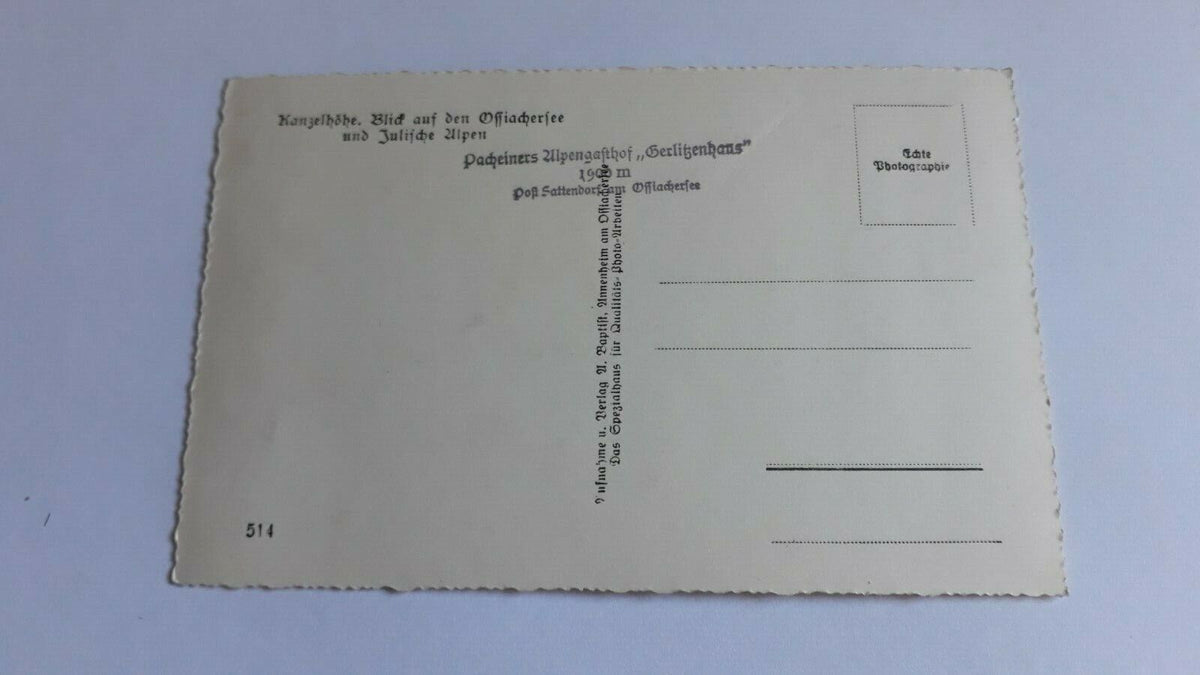 Kanzelhöhe. Blick auf den Ossiachersee
und Julische Alpen
Pacheiners Alpengasthof „Gerlitzenhaus”
1900 m
Post Sattendorf am Ossiachersee
Echte
Photographie
Aufnahme u. Verlag A. Baptist, Annenheim am Ossiachersee
Das Spezialhaus für Qualitäts-Photo-Arbeiten
514